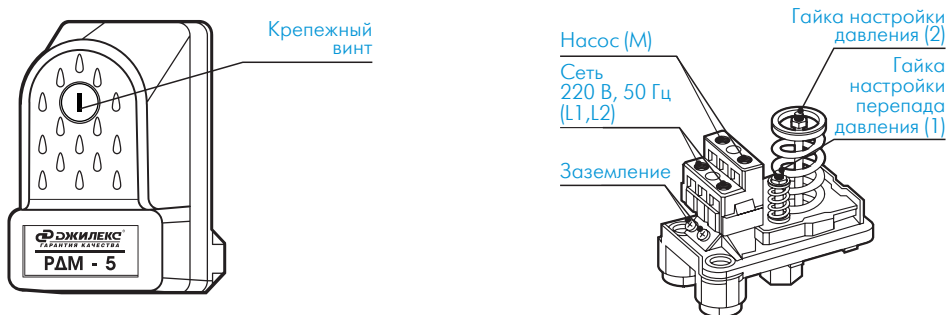 Крепежный
винт
ДЖИЛЕКС
ГАРАНТИЯ КАЧЕСТВА
РДМ - 5
Насос (М)
Сеть
220 В, 50 Гц
(L1,L2)
Заземление
Гайка настройки
давления (2)
Гайка
настройки
перепада
давления (1)